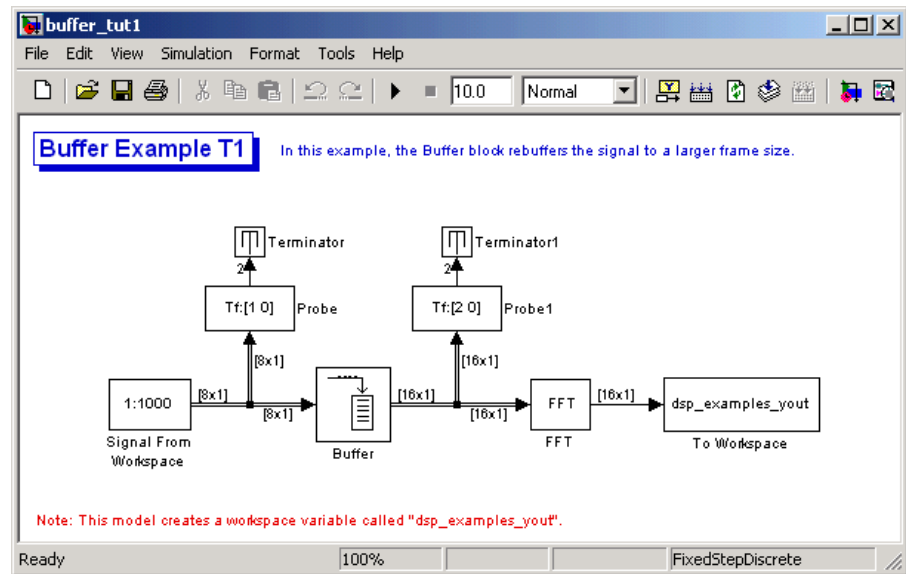 buffer_tut1
File Edit View Simulation Format Tools Help
10.0 Normal
Buffer Example T1
In this example, the Buffer block rebuffers the signal to a larger frame size.
Terminator
Terminator1
2
2
Tf:[1 0]
Probe
Tf:[2 0]
Probe1
[8x1]
[16x1]
1:1000
[8x1]
[8x1]
[16x1]
[16x1]
FFT
[16x1]
dsp_examples_yout
Signal From
Workspace
Buffer
FFT
To Workspace
Note: This model creates a workspace variable called "dsp_examples_yout".
Ready 100% FixedStepDiscrete